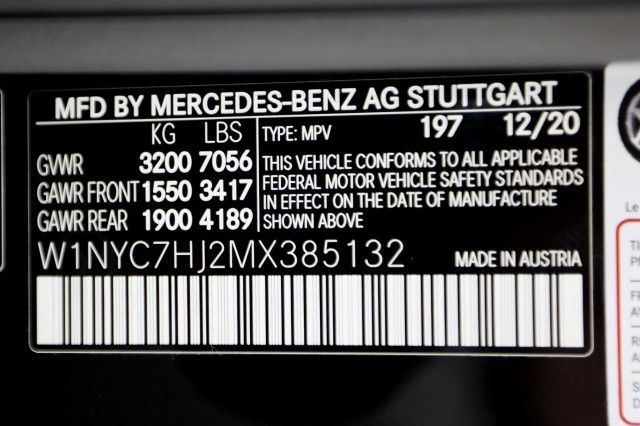 MFD BY MERCEDES-BENZ AG STUTTGART
KG LBS
GVWR 3200 7056
GAWR FRONT 1550 3417
GAWR REAR 1900 4189
TYPE: MPV 197 12/20
THIS VEHICLE CONFORMS TO ALL APPLICABLE
FEDERAL MOTOR VEHICLE SAFETY STANDARDS
IN EFFECT ON THE DATE OF MANUFACTURE
SHOWN ABOVE
W1NYC7HJ2MX385132 MADE IN AUSTRIA
Le